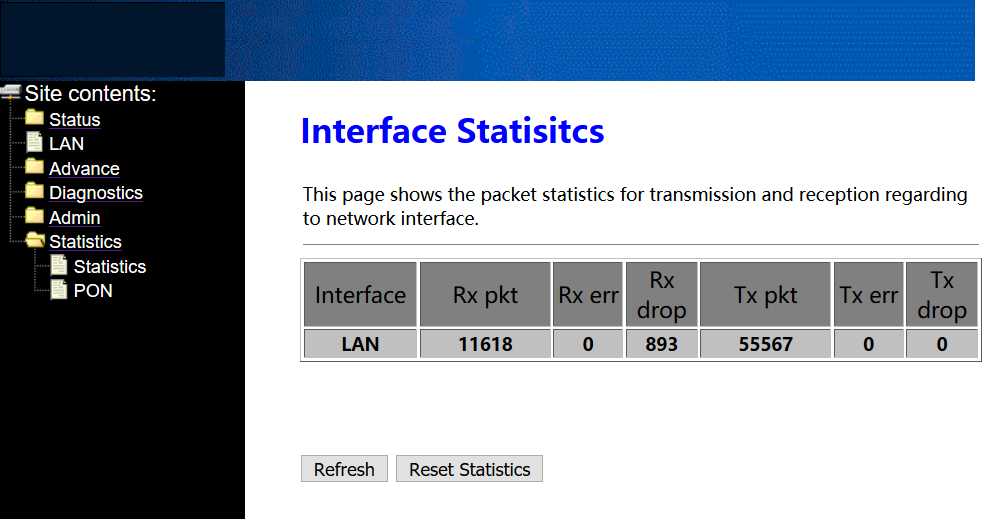 Site contents:
Status
LAN
Advance
Diagnostics
Admin
Statistics
Statistics
PON
Interface Statisitcs
This page shows the packet statistics for transmission and reception regarding
to network interface.
Interface Rx pkt Rx err Rx drop Tx pkt Tx err Tx drop
LAN 11618 0 893 55567 0 0
Refresh Reset Statistics